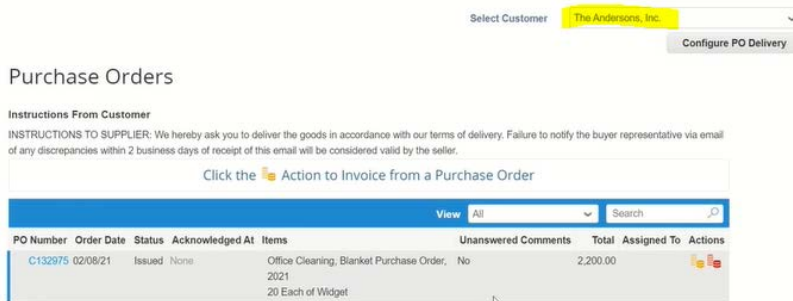 Select Customer The Andersons, Inc.
Configure PO Delivery
Purchase Orders
Instructions From Customer
INSTRUCTIONS TO SUPPLIER: We hereby ask you to deliver the goods in accordance with our terms of delivery. Failure to notify the buyer representative via email
of any discrepancies within 2 business days of receipt of this email will be considered valid by the seller.
Click the Action to Invoice from a Purchase Order
View All Search
PO Number Order Date Status Acknowledged At Items Unanswered Comments Total Assigned To Actions
C132975 02/08/21 Issued None Office Cleaning, Blanket Purchase Order, No 2,200.00
2021
20 Each of Widget